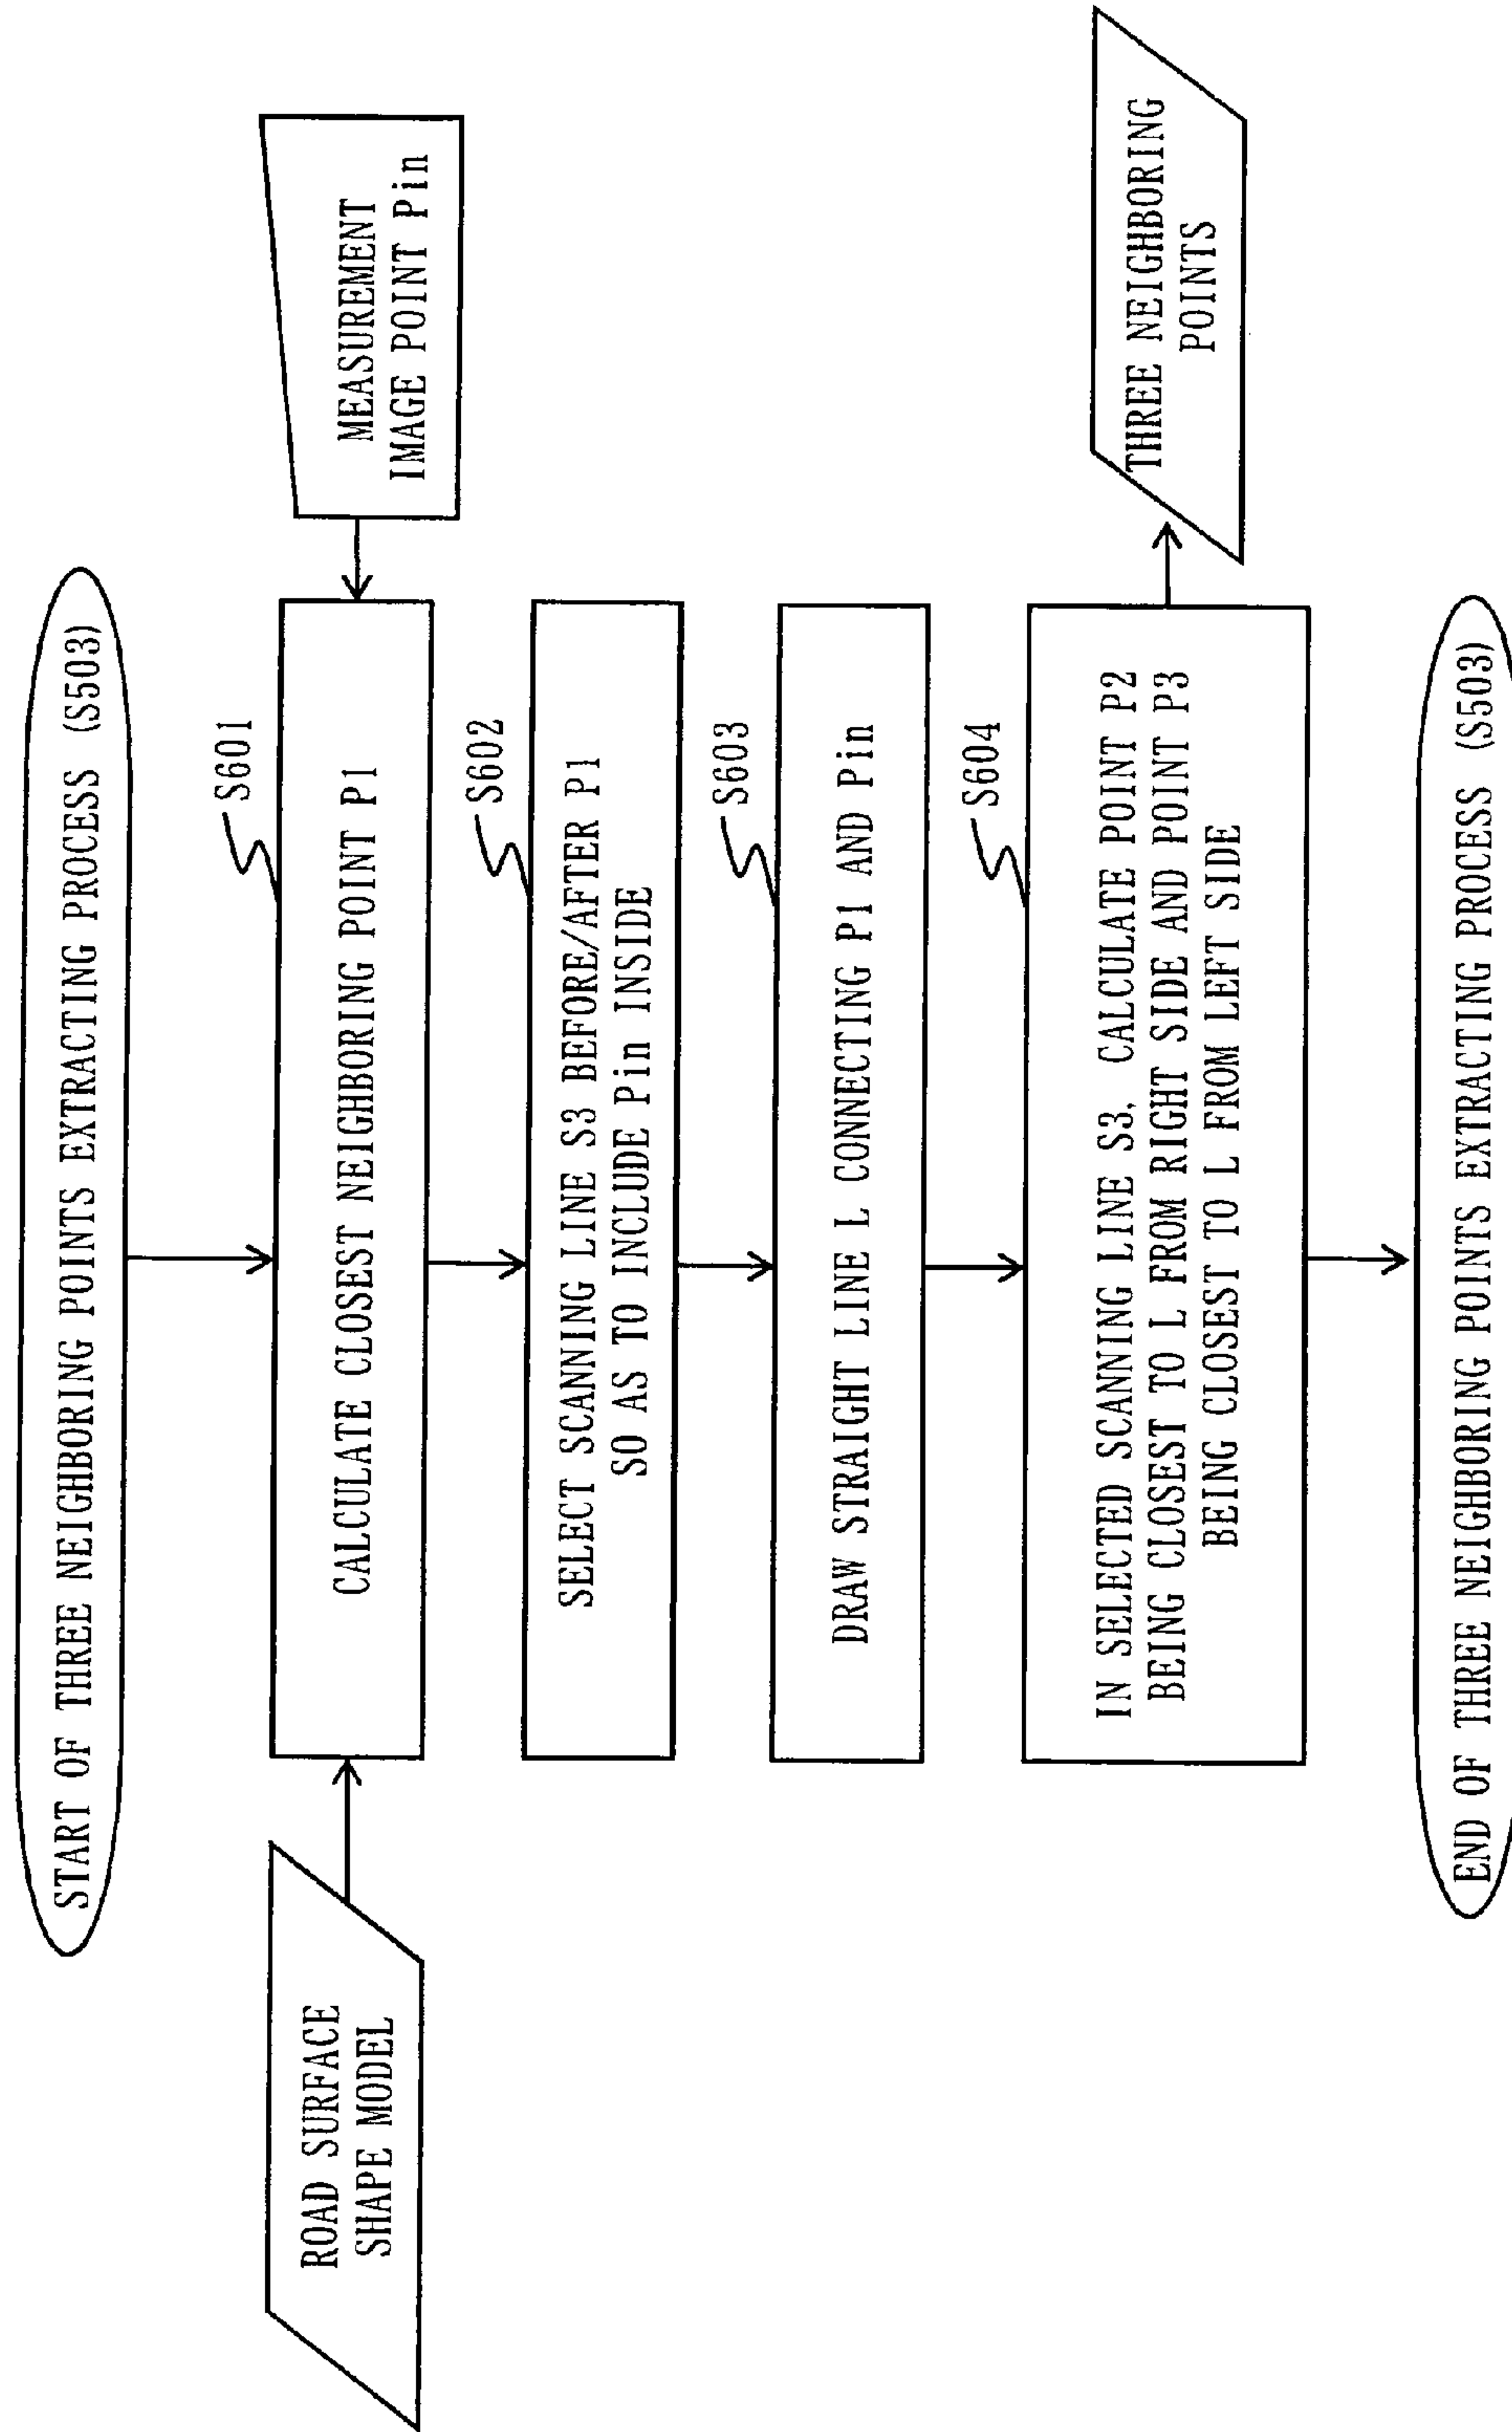 START OF THREE NEIGHBORING POINTS EXTRACTING PROCESS (S503)
ROAD SURFACE
SHAPE MODEL
S601
CALCULATE CLOSEST NEIGHBORING POINT P1
MEASUREMENT
IMAGE POINT Pin
S602
SELECT SCANNING LINE S3 BEFORE/AFTER P1
SO AS TO INCLUDE Pin INSIDE
S603
DRAW STRAIGHT LINE L CONNECTING P1 AND Pin
S604
IN SELECTED SCANNING LINE S3, CALCULATE POINT P2
BEING CLOSEST TO L FROM RIGHT SIDE AND POINT P3
BEING CLOSEST TO L FROM LEFT SIDE
THREE NEIGHBORING
POINTS
END OF THREE NEIGHBORING POINTS EXTRACTING PROCESS (S503)